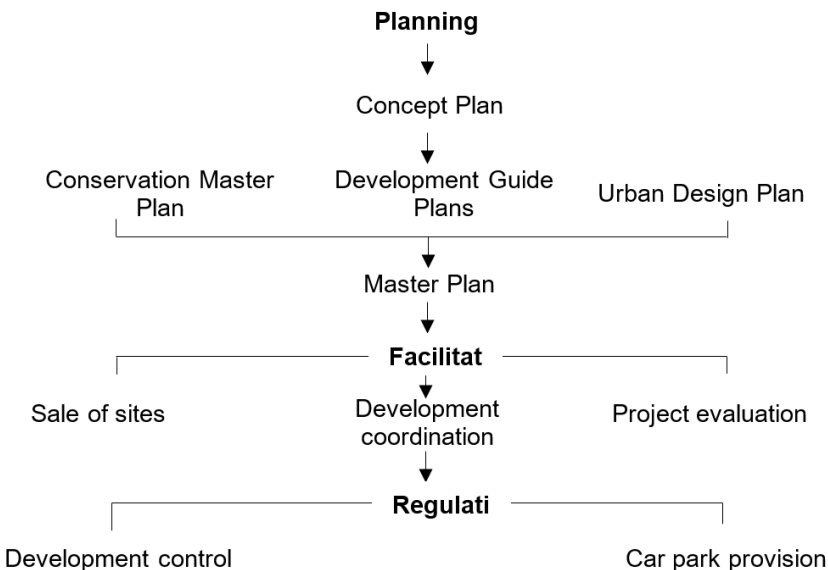 Planning
Concept Plan
Conservation Master
Plan
Development Guide
Plans
Urban Design Plan
Master Plan
Facilitat
Sale of sites
Development
coordination
Project evaluation
Regulati
Development control
Car park provision